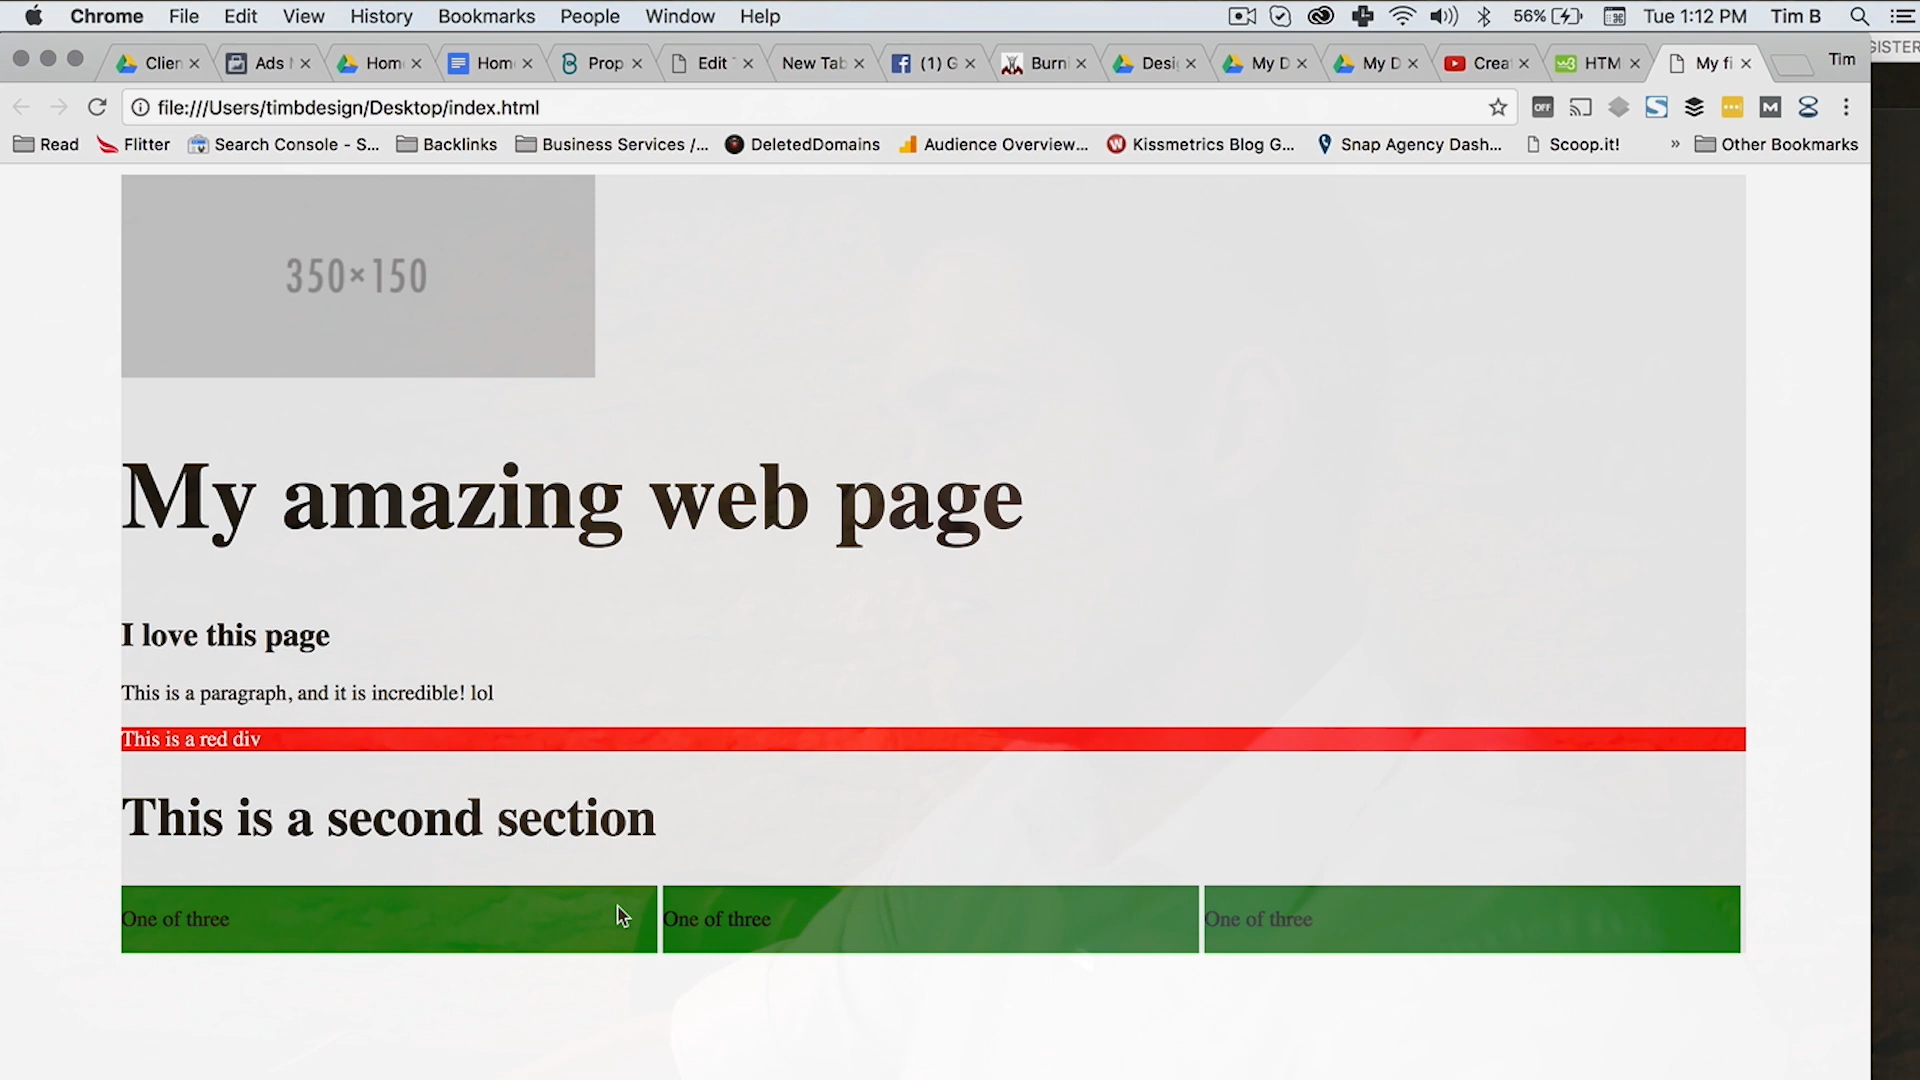 Chrome File Edit View History Bookmarks People Window Help 56% Tue 1:12 PM Tim B
GISTER
Clien Ads Hom Hom Prop Edit New Tab (1) G Burn Desi My D My D Crea HTM My fi Tim
file:///Users/timbdesign/Desktop/index.html OFF
Read Flitter Search Console - S... Backlinks Business Services /... DeletedDomains Audience Overview... Kissmetrics Blog G... Snap Agency Dash... Scoop.it! » Other Bookmarks
350×150
My amazing web page
I love this page
This is a paragraph, and it is incredible! lol
This is a red div
This is a second section
One of three One of three One of three